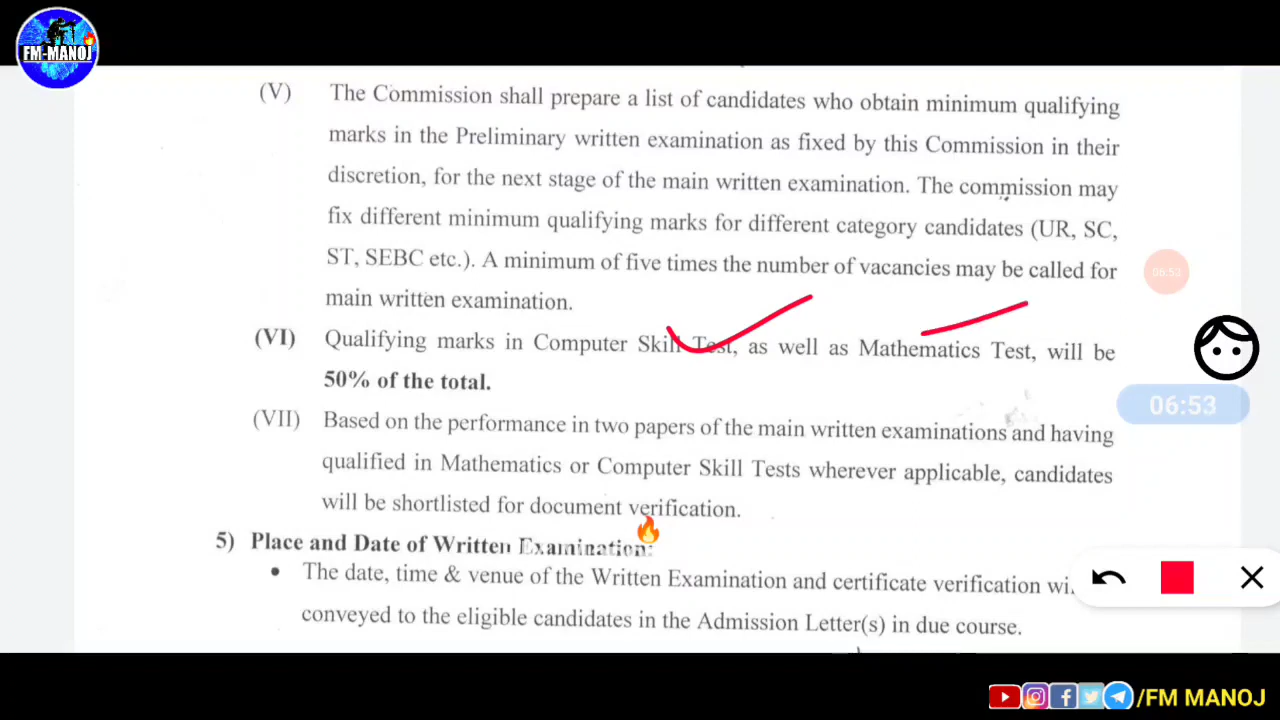 FM-MANOJ
(V) The Commission shall prepare a list of candidates who obtain minimum qualifying
marks in the Preliminary written examination as fixed by this Commission in their
discretion, for the next stage of the main written examination. The commission may
fix different minimum qualifying marks for different category candidates (UR, SC,
ST, SEBC etc.). A minimum of five times the number of vacancies may be called for
main written examination.
06:53
(VI) Qualifying marks in Computer Skill Test, as well as Mathematics Test, will be
50% of the total.
06:53
(VII) Based on the performance in two papers of the main written examinations and having
qualified in Mathematics or Computer Skill Tests wherever applicable, candidates
will be shortlisted for document verification.
5) Place and Date of Written Examination:
• The date, time & venue of the Written Examination and certificate verification
conveyed to the eligible candidates in the Admission Letter(s) in due course.
/FM MANOJ